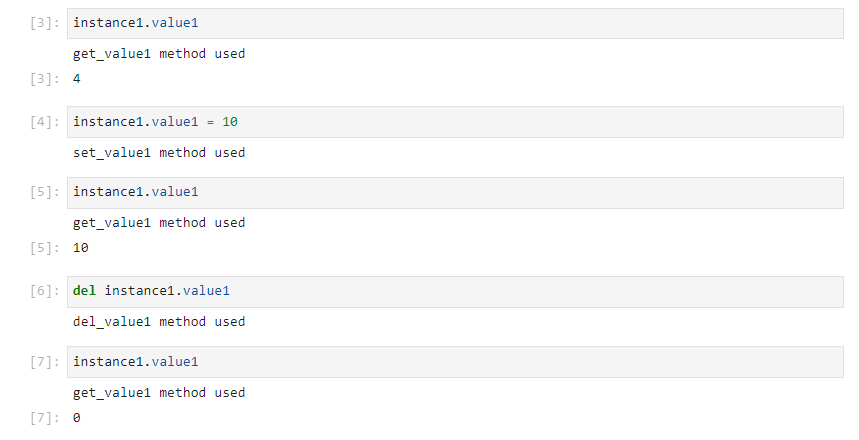 [3]: instance1.value1
get_value1 method used
[3]: 4
[4]: instance1.value1 = 10
set_value1 method used
[5]: instance1.value1
get_value1 method used
[5]: 10
[6]: del instance1.value1
del_value1 method used
[7]: instance1.value1
get_value1 method used
[7]: 0